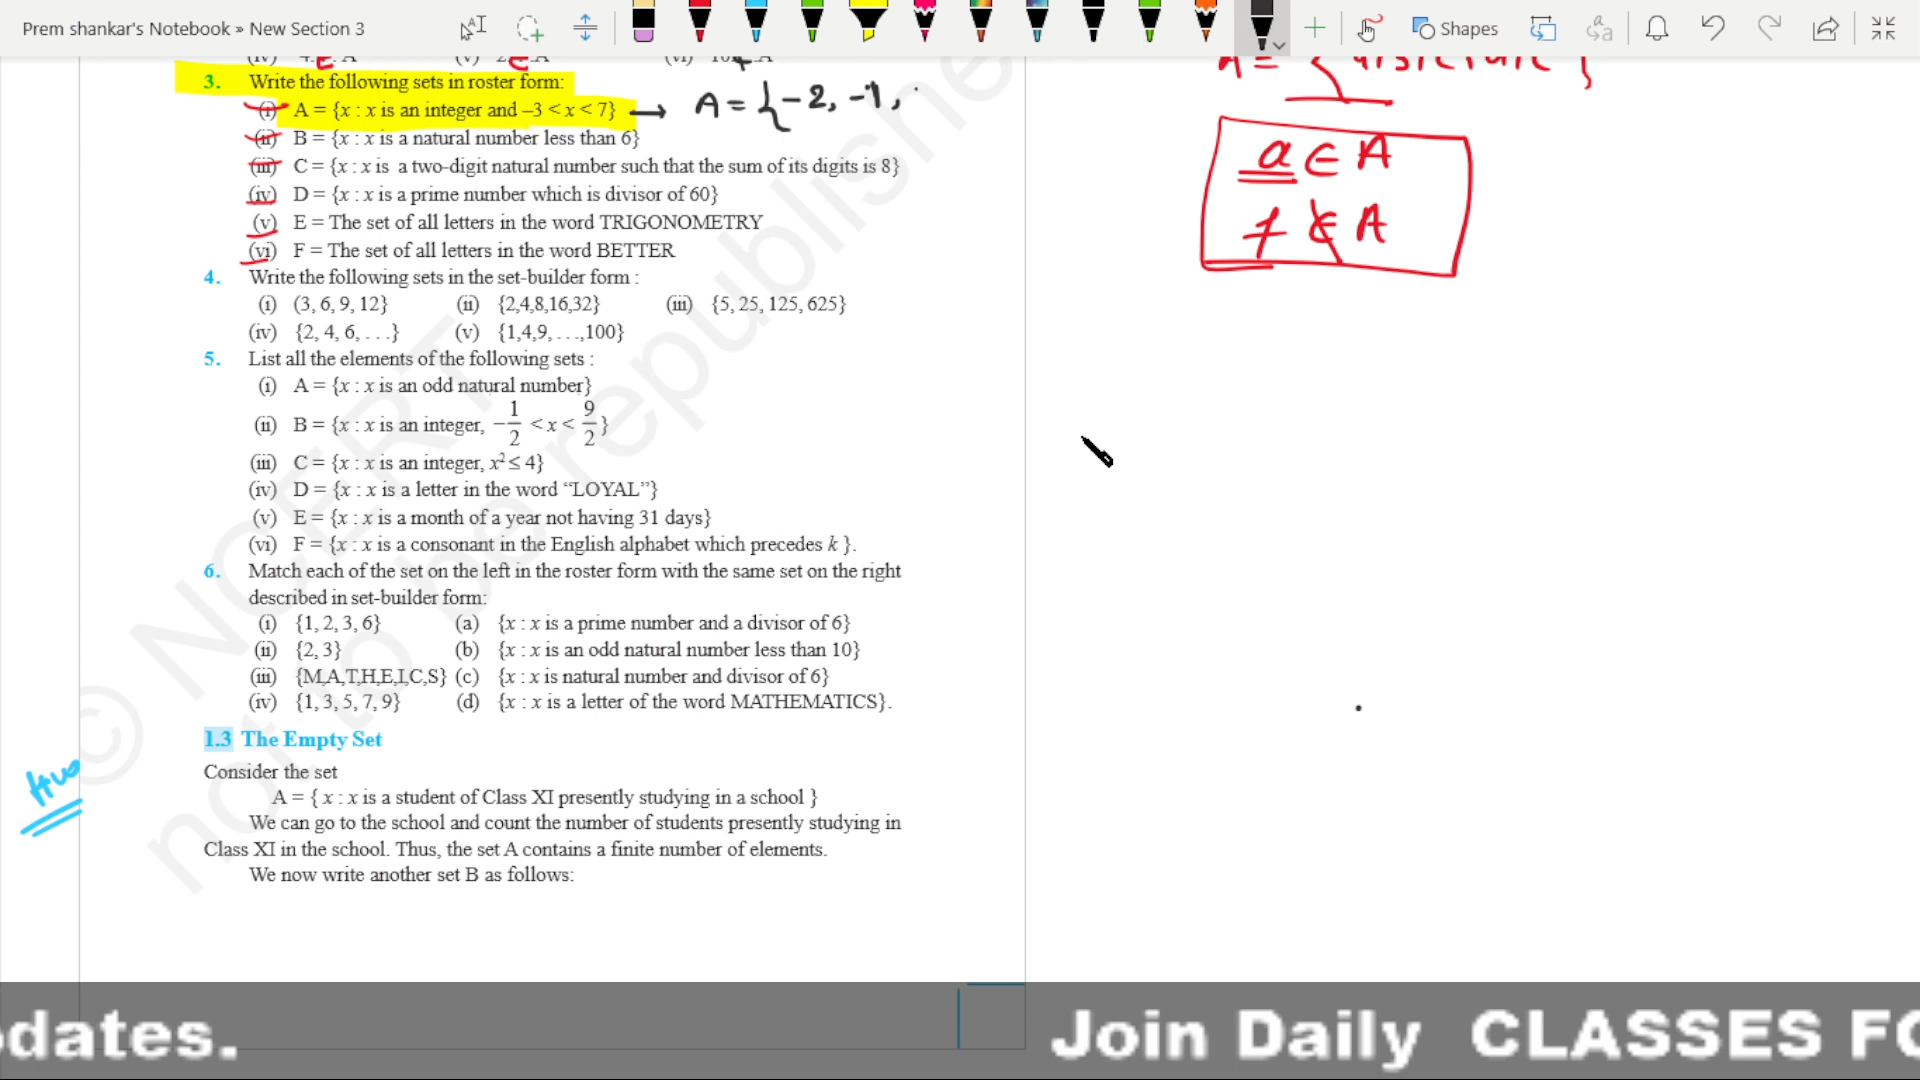 Prem shankar's Notebook » New Section 3
Shapes
3. Write the following sets in roster form:
(i) A = {x : x is an integer and –3 < x < 7} → A = {-2, -1,
(ii) B = {x : x is a natural number less than 6}
(iii) C = {x : x is a two-digit natural number such that the sum of its digits is 8}
(iv) D = {x : x is a prime number which is divisor of 60}
(v) E = The set of all letters in the word TRIGONOMETRY
(vi) F = The set of all letters in the word BETTER
4. Write the following sets in the set-builder form :
(i) (3, 6, 9, 12} (ii) {2,4,8,16,32} (iii) {5, 25, 125, 625}
(iv) {2, 4, 6, . . .} (v) {1,4,9, . . .,100}
5. List all the elements of the following sets :
(i) A = {x : x is an odd natural number}
(ii) B = {x : x is an integer, –1/2 < x < 9/2}
(iii) C = {x : x is an integer, x² ≤ 4}
(iv) D = {x : x is a letter in the word “LOYAL”}
(v) E = {x : x is a month of a year not having 31 days}
(vi) F = {x : x is a consonant in the English alphabet which precedes k }.
6. Match each of the set on the left in the roster form with the same set on the right
described in set-builder form:
(i) {1, 2, 3, 6} (a) {x : x is a prime number and a divisor of 6}
(ii) {2, 3} (b) {x : x is an odd natural number less than 10}
(iii) {M,A,T,H,E,I,C,S} (c) {x : x is natural number and divisor of 6}
(iv) {1, 3, 5, 7, 9} (d) {x : x is a letter of the word MATHEMATICS}.
1.3 The Empty Set
Consider the set
A = { x : x is a student of Class XI presently studying in a school }
We can go to the school and count the number of students presently studying in
Class XI in the school. Thus, the set A contains a finite number of elements.
We now write another set B as follows:
a ∈ A
f ∉ A
© NCERT
not to be republishe
dates.
Join Daily CLASSES FO